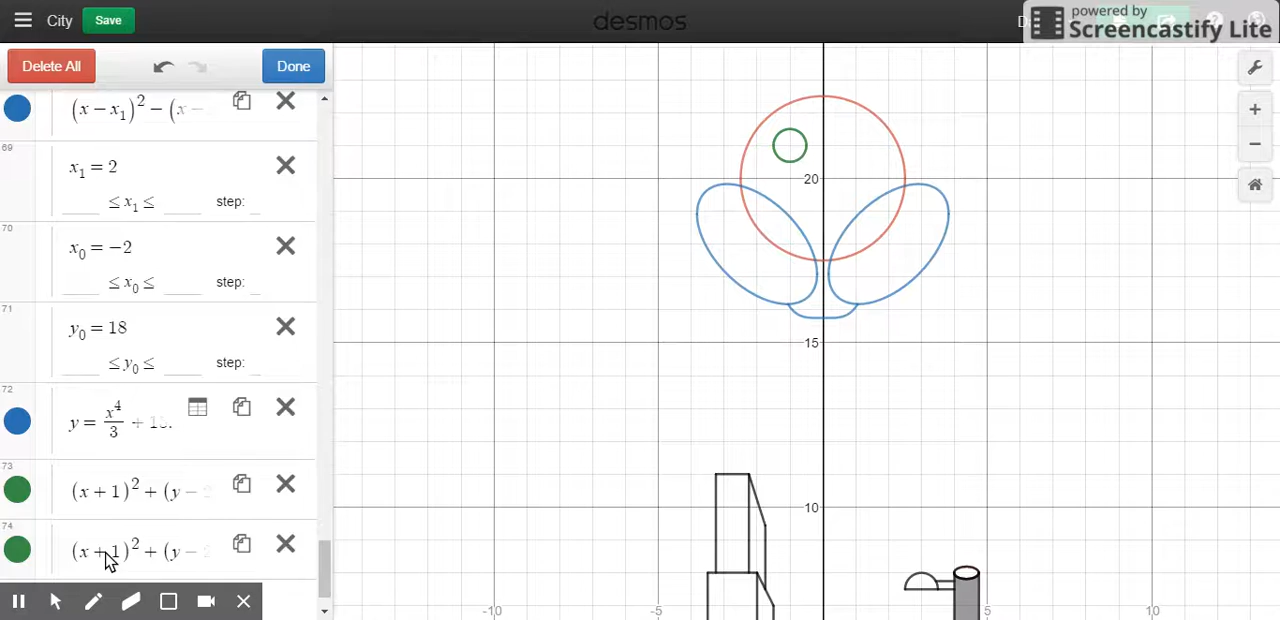 City
Save
desmos
powered by
Screencastify Lite
Delete All
Done
(x − x₁)² − (x −
69
x₁ = 2
≤ x₁ ≤ step:
70
x₀ = −2
≤ x₀ ≤ step:
71
y₀ = 18
≤ y₀ ≤ step:
72
y = x⁴/3 +
73
(x + 1)² + (y −
74
(x + 1)² + (y −
20
15
10
-10
-5
5
10